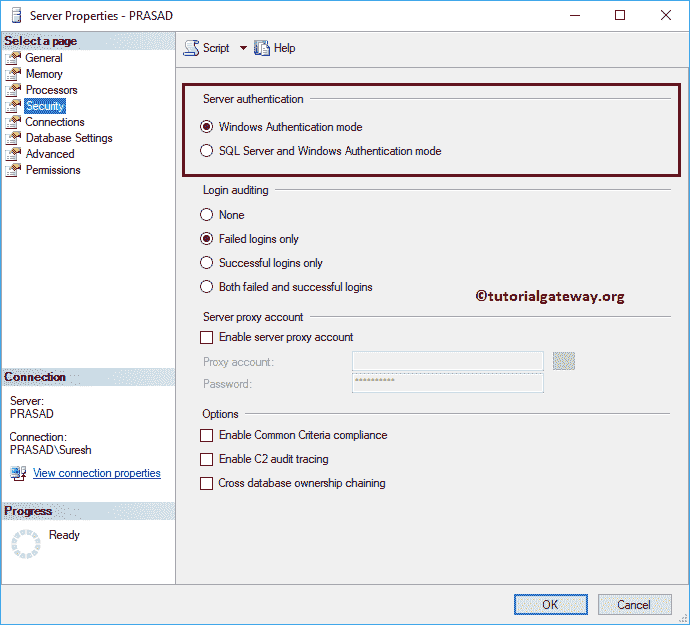 Server Properties - PRASAD
Select a page
General
Memory
Processors
Security
Connections
Database Settings
Advanced
Permissions
Connection
Server:
PRASAD
Connection:
PRASAD\Suresh
View connection properties
Progress
Ready
Script Help
Server authentication
Windows Authentication mode
SQL Server and Windows Authentication mode
Login auditing
None
Failed logins only
Successful logins only
Both failed and successful logins
©tutorialgateway.org
Server proxy account
Enable server proxy account
Proxy account:
Password: **********
Options
Enable Common Criteria compliance
Enable C2 audit tracing
Cross database ownership chaining
OK Cancel